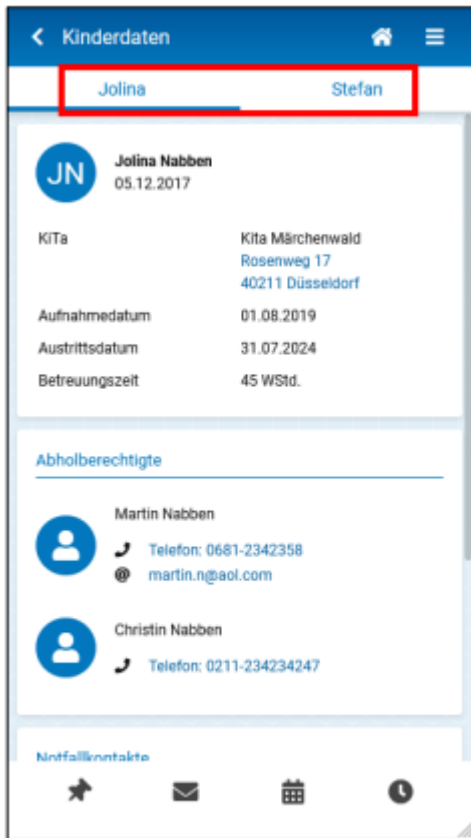 Kinderdaten
Jolina Stefan
JN
Jolina Nabben
05.12.2017
KiTa Kita Märchenwald
Rosenweg 17
40211 Düsseldorf
Aufnahmedatum 01.08.2019
Austrittsdatum 31.07.2024
Betreuungszeit 45 WStd.
Abholberechtigte
Martin Nabben
Telefon: 0681-2342358
@ martin.n@aol.com
Christin Nabben
Telefon: 0211-234234247
Notfallkontakte